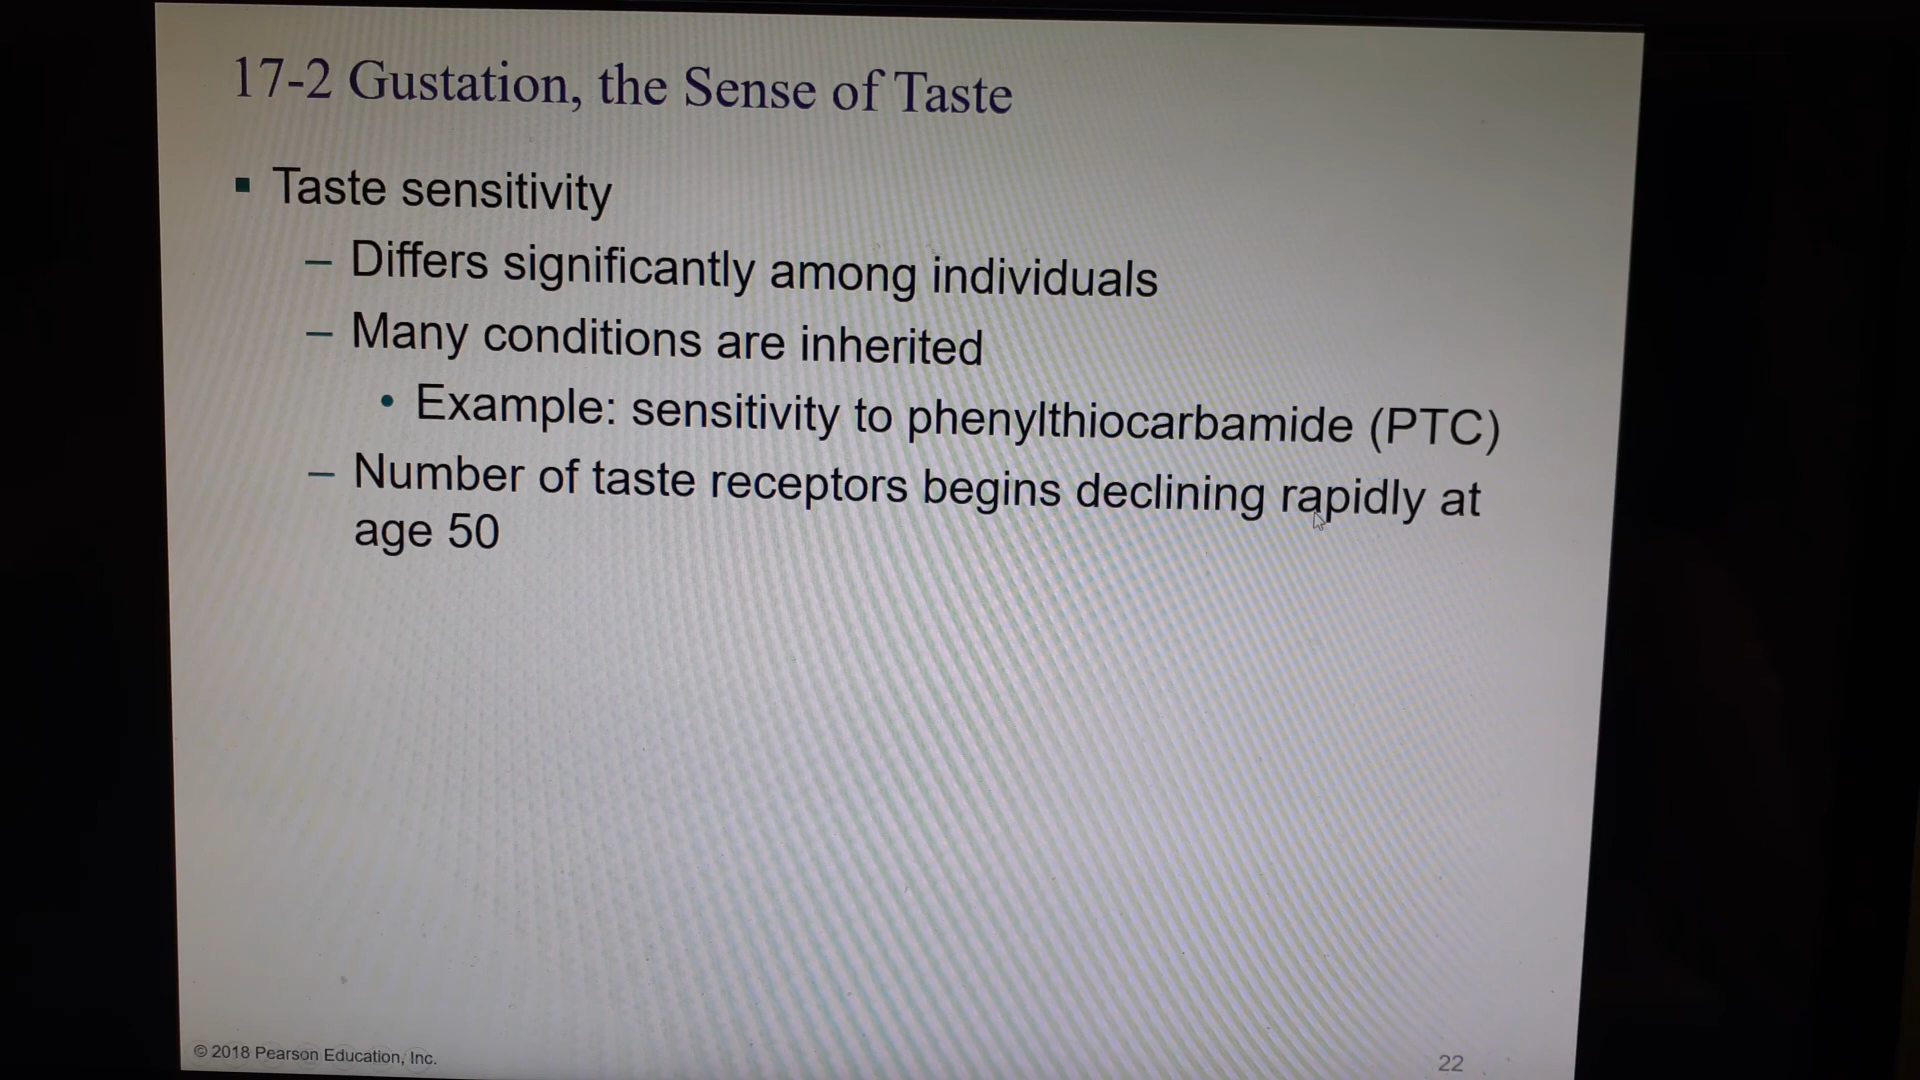 17-2 Gustation, the Sense of Taste
▪ Taste sensitivity
– Differs significantly among individuals
– Many conditions are inherited
• Example: sensitivity to phenylthiocarbamide (PTC)
– Number of taste receptors begins declining rapidly at
age 50
© 2018 Pearson Education, Inc.
22